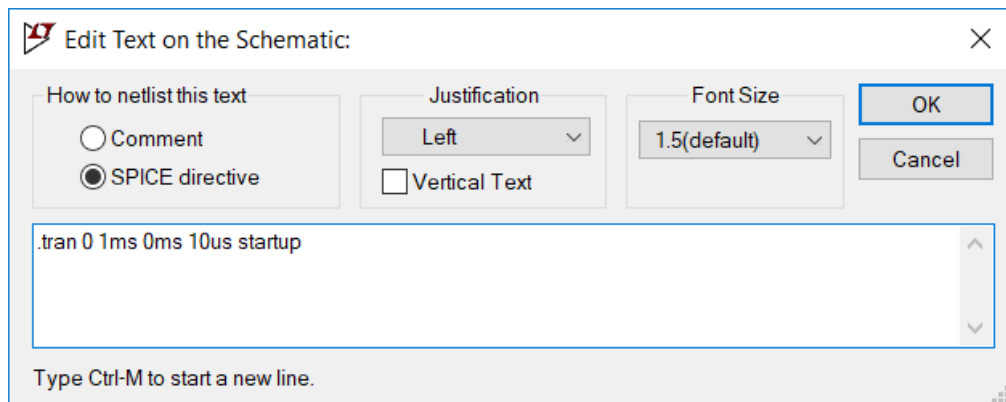 Edit Text on the Schematic:
How to netlist this text
Comment
SPICE directive
Justification
Left
Vertical Text
Font Size
1.5(default)
OK
Cancel
.tran 0 1ms 0ms 10us startup
Type Ctrl-M to start a new line.